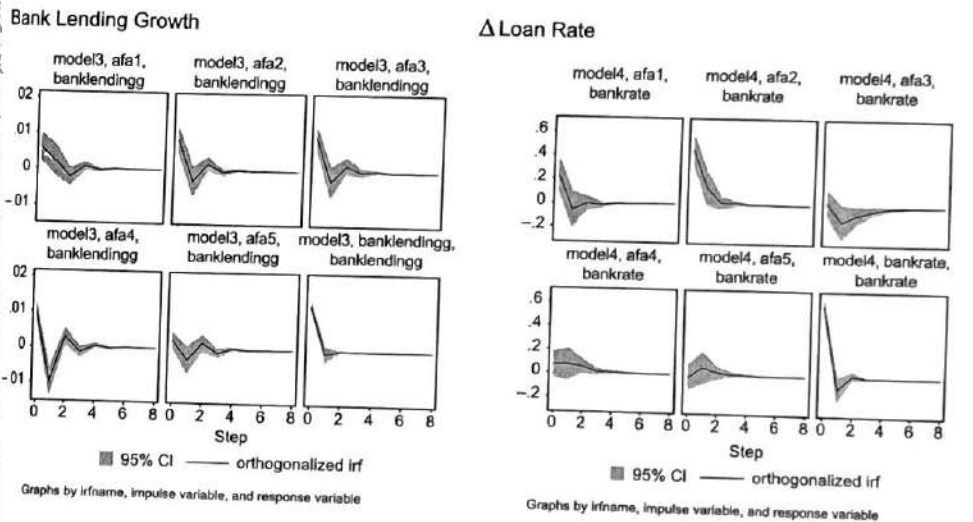 Bank Lending Growth
model3, afa1, model3, afa2, model3, afa3,
banklendingg banklendingg banklendingg
02
.01
0
-01
model3, afa4, model3, afa5, model3, banklendingg,
banklendingg banklendingg banklendingg
02
.01
0
-01
0 2 4 6 8 0 2 4 6 8 0 2 4 6 8
Step
95% CI orthogonalized irf
Graphs by irfname, impulse variable, and response variable
Δ Loan Rate
model4, afa1, model4, afa2, model4, afa3,
bankrate bankrate bankrate
.6
.4
.2
0
-.2
model4, afa4, model4, afa5, model4, bankrate,
bankrate bankrate bankrate
.6
.4
.2
0
-.2
0 2 4 6 8 0 2 4 6 8 0 2 4 6 8
Step
95% CI orthogonalized irf
Graphs by irfname, impulse variable, and response variable